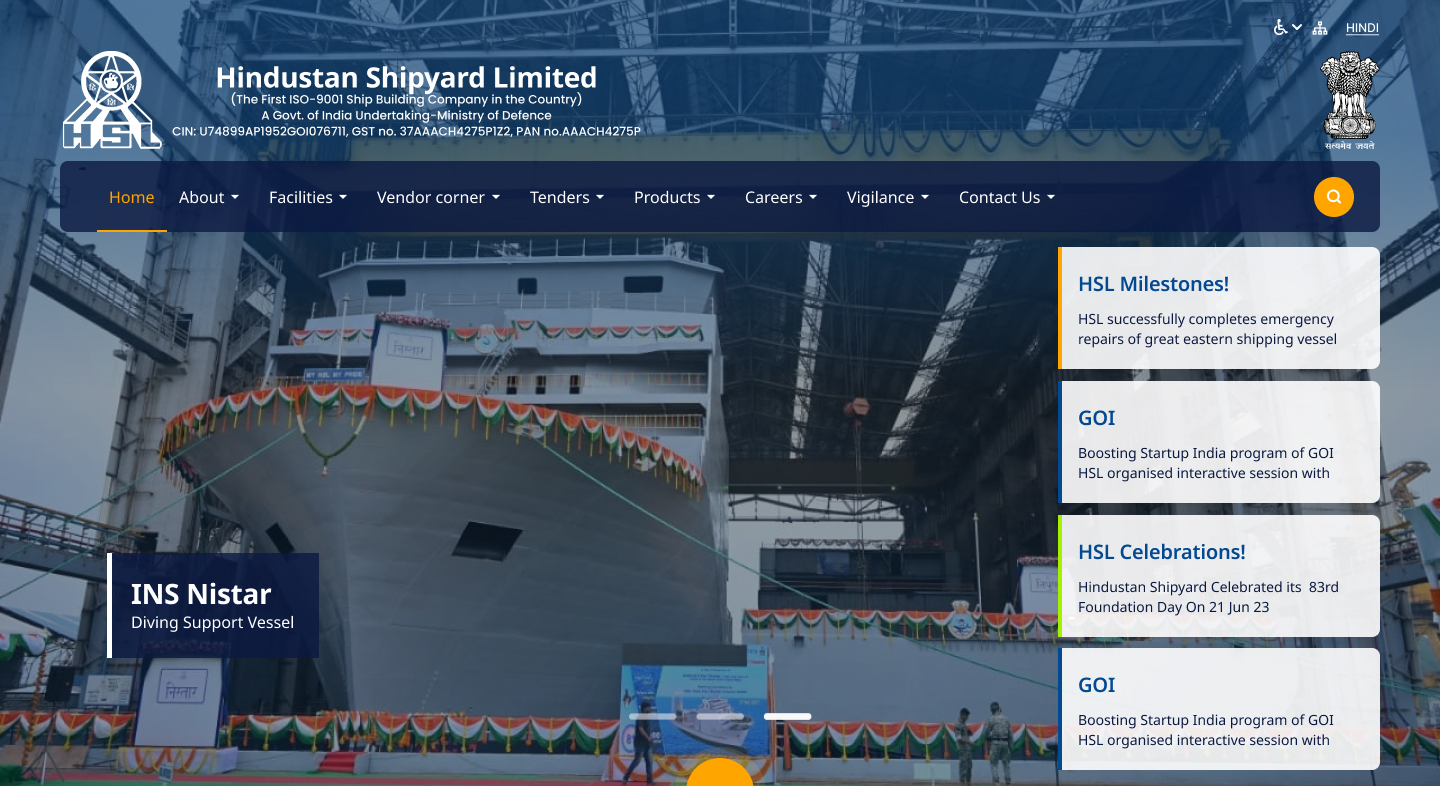 HINDI
HSL
Hindustan Shipyard Limited
(The First ISO-9001 Ship Building Company in the Country)
A Govt. of India Undertaking-Ministry of Defence
CIN: U74899AP1952GOI076711, GST no. 37AAACH4275P1Z2, PAN no.AAACH4275P
सत्यमेव जयते
Home
About
Facilities
Vendor corner
Tenders
Products
Careers
Vigilance
Contact Us
HSL Milestones!
HSL successfully completes emergency
repairs of great eastern shipping vessel
GOI
Boosting Startup India program of GOI
HSL organised interactive session with
HSL Celebrations!
Hindustan Shipyard Celebrated its 83rd
Foundation Day On 21 Jun 23
GOI
Boosting Startup India program of GOI
HSL organised interactive session with
निस्तार
MY HSL MY PRIDE
INS Nistar
Diving Support Vessel
निस्तार